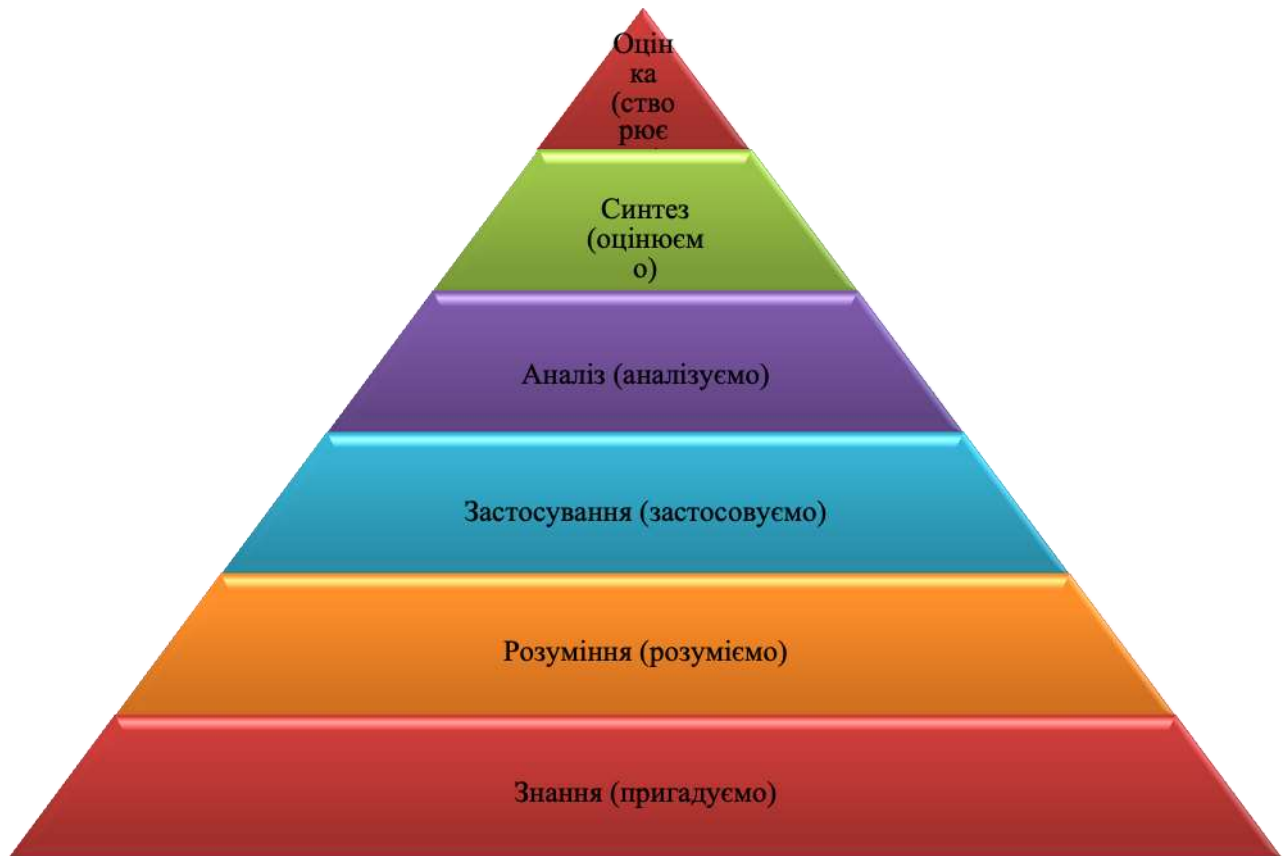 Оцін
ка
(ство
рює
Синтез
(оцінюєм
о)
Аналіз (аналізуємо)
Застосування (застосовуємо)
Розуміння (розуміємо)
Знання (пригадуємо)